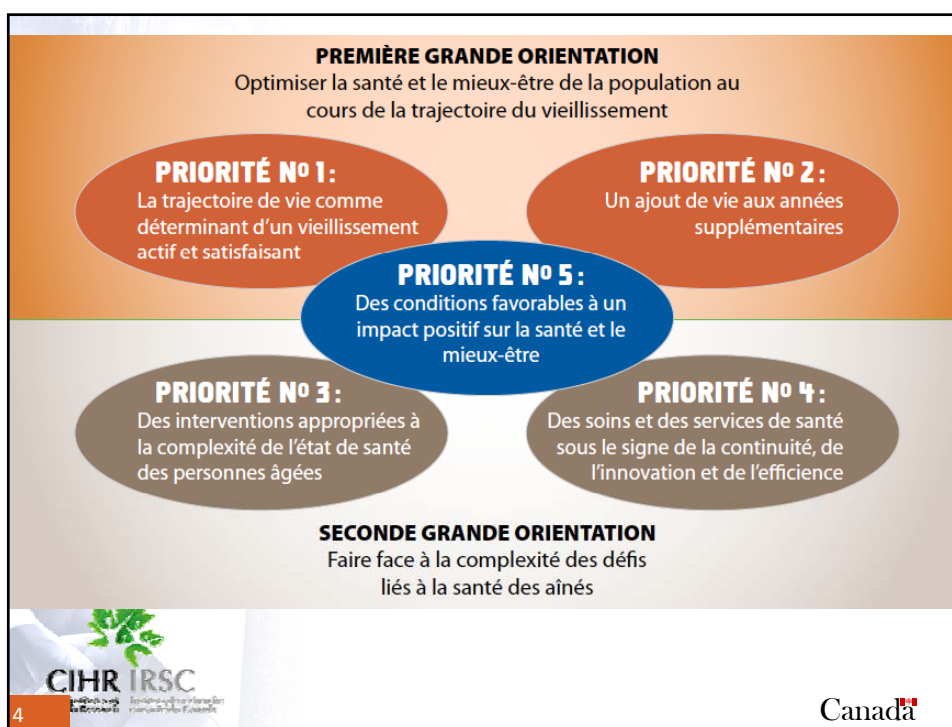 PREMIÈRE GRANDE ORIENTATION
Optimiser la santé et le mieux-être de la population au
cours de la trajectoire du vieillissement
PRIORITÉ Nº 1 :
La trajectoire de vie comme
déterminant d’un vieillissement
actif et satisfaisant
PRIORITÉ Nº 2 :
Un ajout de vie aux années
supplémentaires
PRIORITÉ Nº 5 :
Des conditions favorables à un
impact positif sur la santé et le
mieux-être
PRIORITÉ Nº 3 :
Des interventions appropriées à
la complexité de l’état de santé
des personnes âgées
PRIORITÉ Nº 4 :
Des soins et des services de santé
sous le signe de la continuité, de
l’innovation et de l’efficience
SECONDE GRANDE ORIENTATION
Faire face à la complexité des défis
liés à la santé des aînés
CIHR IRSC
4
Canada